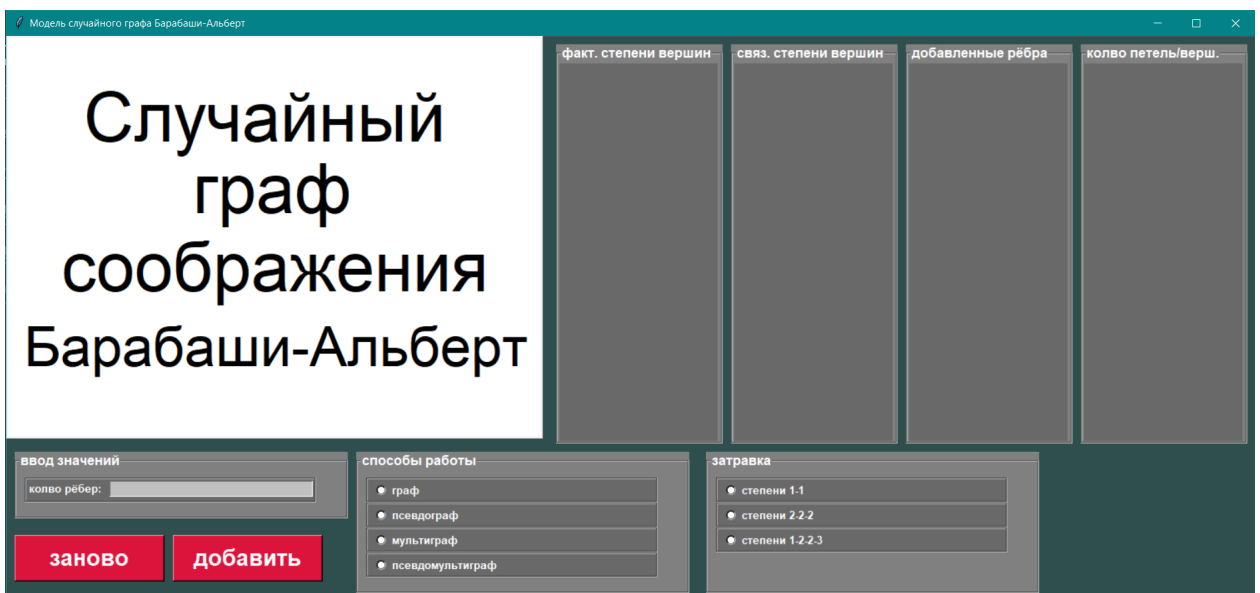 Модель случайного графа Барабаши-Альберт
Случайный
граф
соображения
Барабаши-Альберт
факт. степени вершин
связ. степени вершин
добавленные рёбра
колво петель/верш.
ввод значений
колво рёбер:
заново
добавить
способы работы
граф
псевдограф
мультиграф
псевдомультиграф
затравка
степени 1-1
степени 2-2-2
степени 1-2-2-3